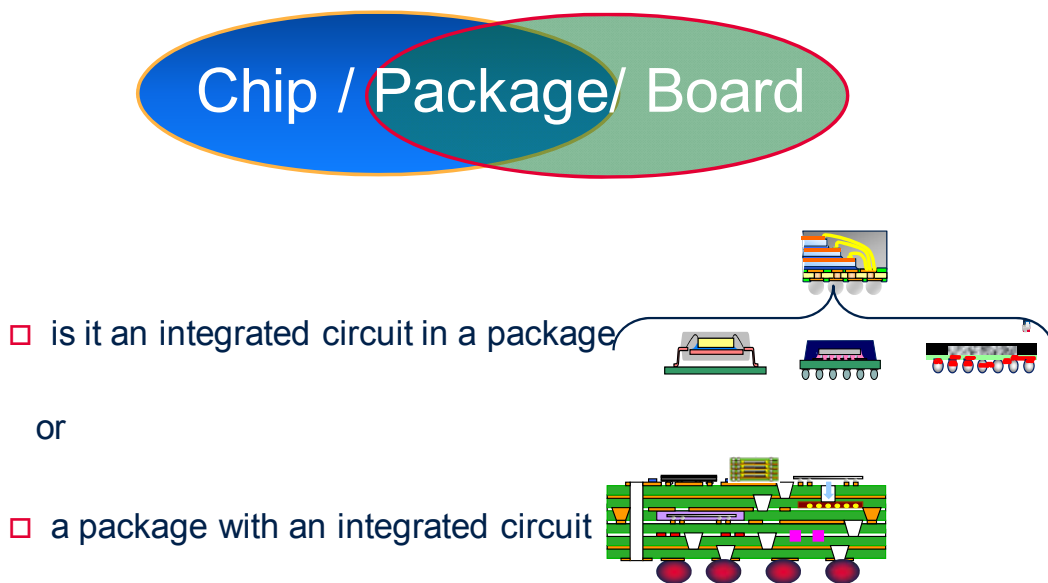 Chip / Package/ Board
is it an integrated circuit in a package
or
a package with an integrated circuit